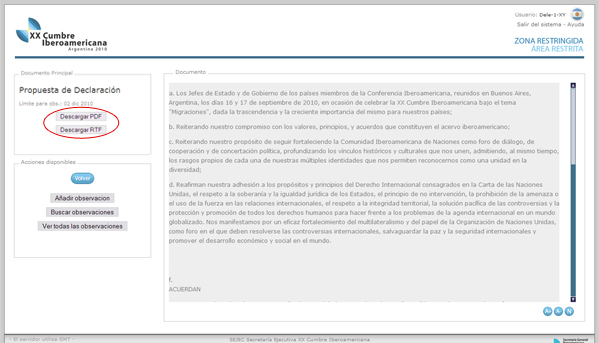 XX Cumbre
Iberoamericana
Argentina 2010
Usuario: Dele-1-XY
Salir del sistema - Ayuda
ZONA RESTRINGIDA
ÁREA RESTRITA
Documento Principal
Propuesta de Declaración
Límite para obs.: 02 dic 2010
Descargar PDF
Descargar RTF
Acciones disponibles
Volver
Añadir observacion
Buscar observaciones
Ver todas las observaciones
Documento
a. Los Jefes de Estado y de Gobierno de los países miembros de la Conferencia Iberoamericana, reunidos en Buenos Aires,
Argentina, los días 16 y 17 de septiembre de 2010, en ocasión de celebrar la XX Cumbre Iberoamericana bajo el tema
"Migraciones", dada la trascendencia y la creciente importancia del mismo para nuestros países;
b. Reiterando nuestro compromiso con los valores, principios, y acuerdos que constituyen el acervo iberoamericano;
c. Reiterando nuestro propósito de seguir fortaleciendo la Comunidad Iberoamericana de Naciones como foro de diálogo, de
cooperación y de concertación política, profundizando los vínculos históricos y culturales que nos unen, admitiendo, al mismo tiempo,
los rasgos propios de cada una de nuestras múltiples identidades que nos permiten reconocernos como una unidad en la
diversidad;
d. Reafirman nuestra adhesión a los propósitos y principios del Derecho Internacional consagrados en la Carta de las Naciones
Unidas, el respeto a la soberanía y la igualdad jurídica de los Estados, el principio de no intervención, la prohibición de la amenaza o
el uso de la fuerza en las relaciones internacionales, el respeto a la integridad territorial, la solución pacífica de las controversias y la
protección y promoción de todos los derechos humanos para hacer frente a los problemas de la agenda internacional en un mundo
globalizado. Nos manifestamos por un eficaz fortalecimiento del multilateralismo y del papel de la Organización de Naciones Unidas,
como foro en el que deben resolverse las controversias internacionales, salvaguardar la paz y la seguridad internacionales y
promover el desarrollo económico y social en el mundo.
f.
ACUERDAN
A+ A- N
- El servidor utiliza GMT -
SEJEC Secretaría Ejecutiva XX Cumbre Iberoamericana
Secretaría General